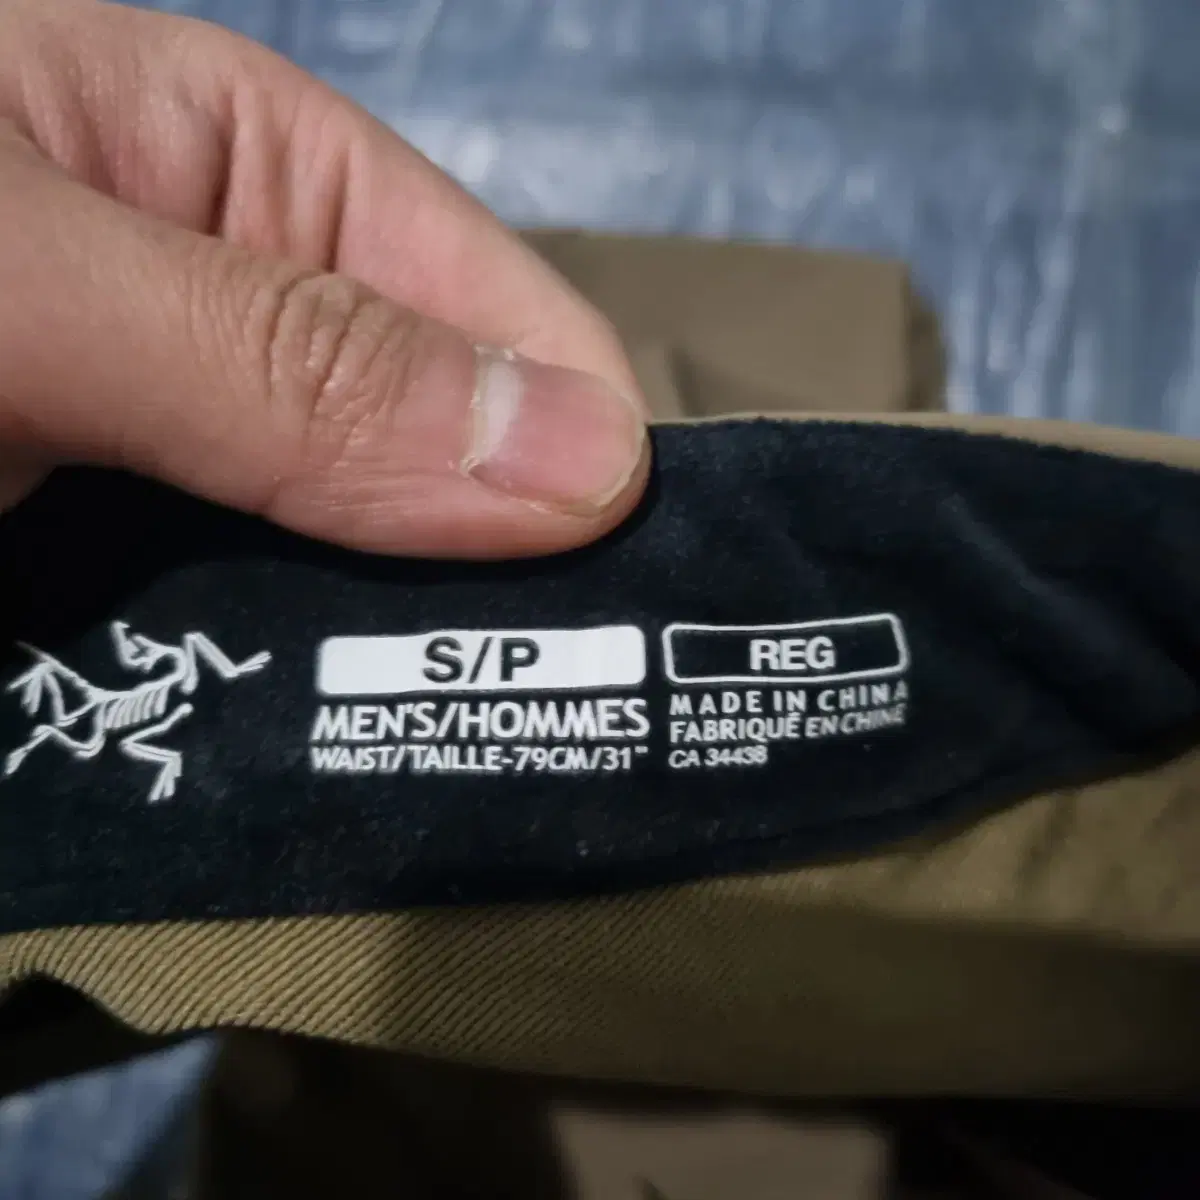 S/P
MEN'S/HOMMES
WAIST/TAILLE-79CM/31"
REG
MADE IN CHINA
FABRIQUÉ EN CHINE
CA 34438